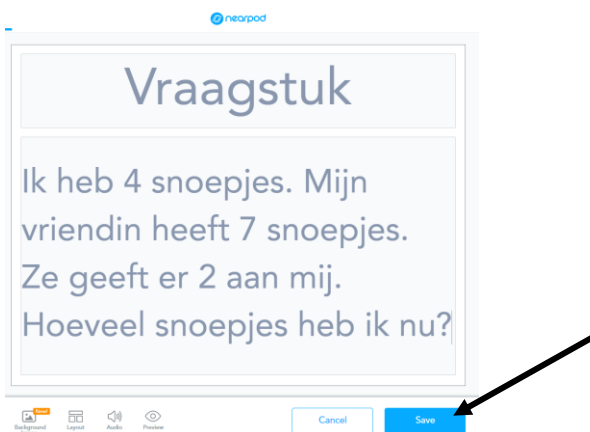 nearpod
Vraagstuk
Ik heb 4 snoepjes. Mijn
vriendin heeft 7 snoepjes.
Ze geeft er 2 aan mij.
Hoeveel snoepjes heb ik nu?
New!
Background Layout Audio Preview Cancel Save